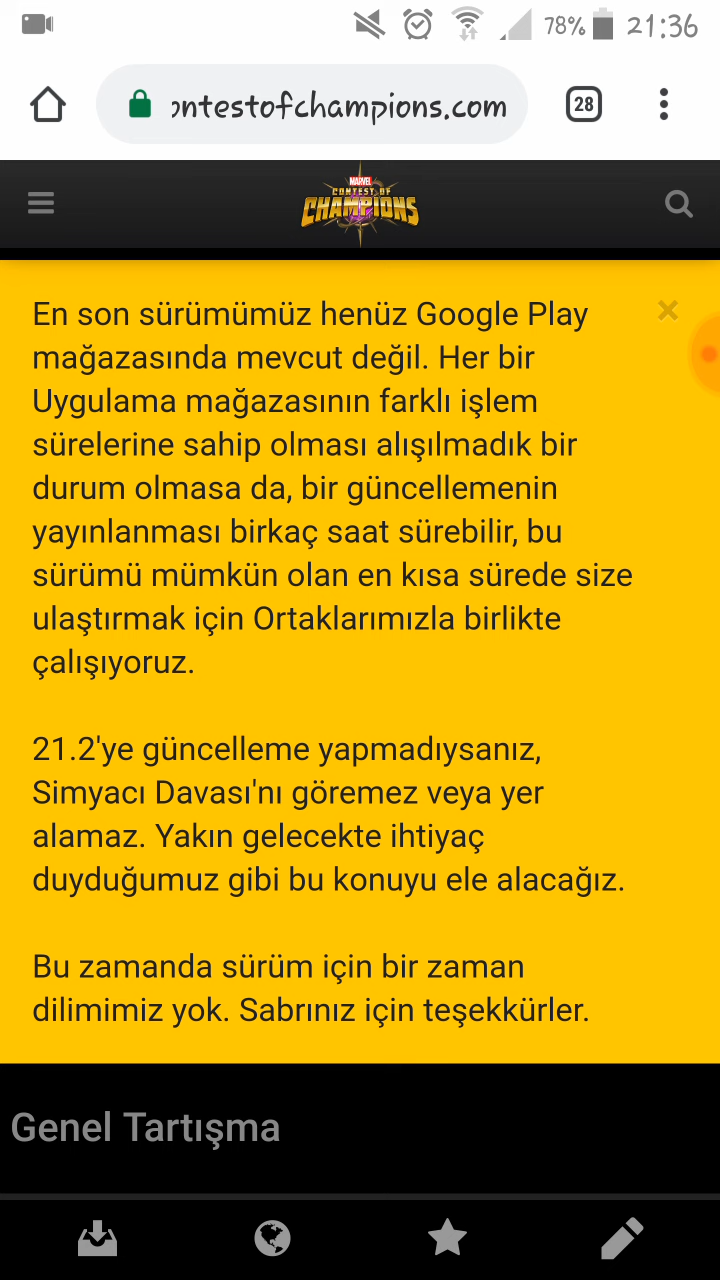 78% 21:36
ontestofchampions.com 28
MARVEL
CONTEST OF
CHAMPIONS
En son sürümümüz henüz Google Play
mağazasında mevcut değil. Her bir
Uygulama mağazasının farklı işlem
sürelerine sahip olması alışılmadık bir
durum olmasa da, bir güncellemenin
yayınlanması birkaç saat sürebilir, bu
sürümü mümkün olan en kısa sürede size
ulaştırmak için Ortaklarımızla birlikte
çalışıyoruz.
21.2'ye güncelleme yapmadıysanız,
Simyacı Davası'nı göremez veya yer
alamaz. Yakın gelecekte ihtiyaç
duyduğumuz gibi bu konuyu ele alacağız.
Bu zamanda sürüm için bir zaman
dilimimiz yok. Sabrınız için teşekkürler.
Genel Tartışma